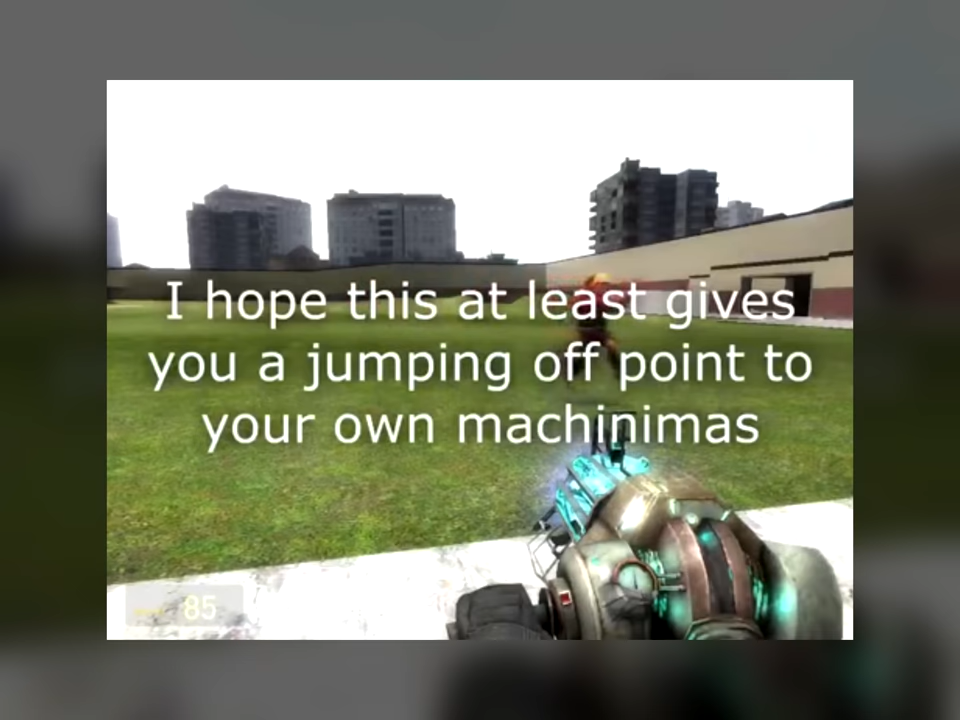 I hope this at least gives
you a jumping off point to
your own machinimas
85